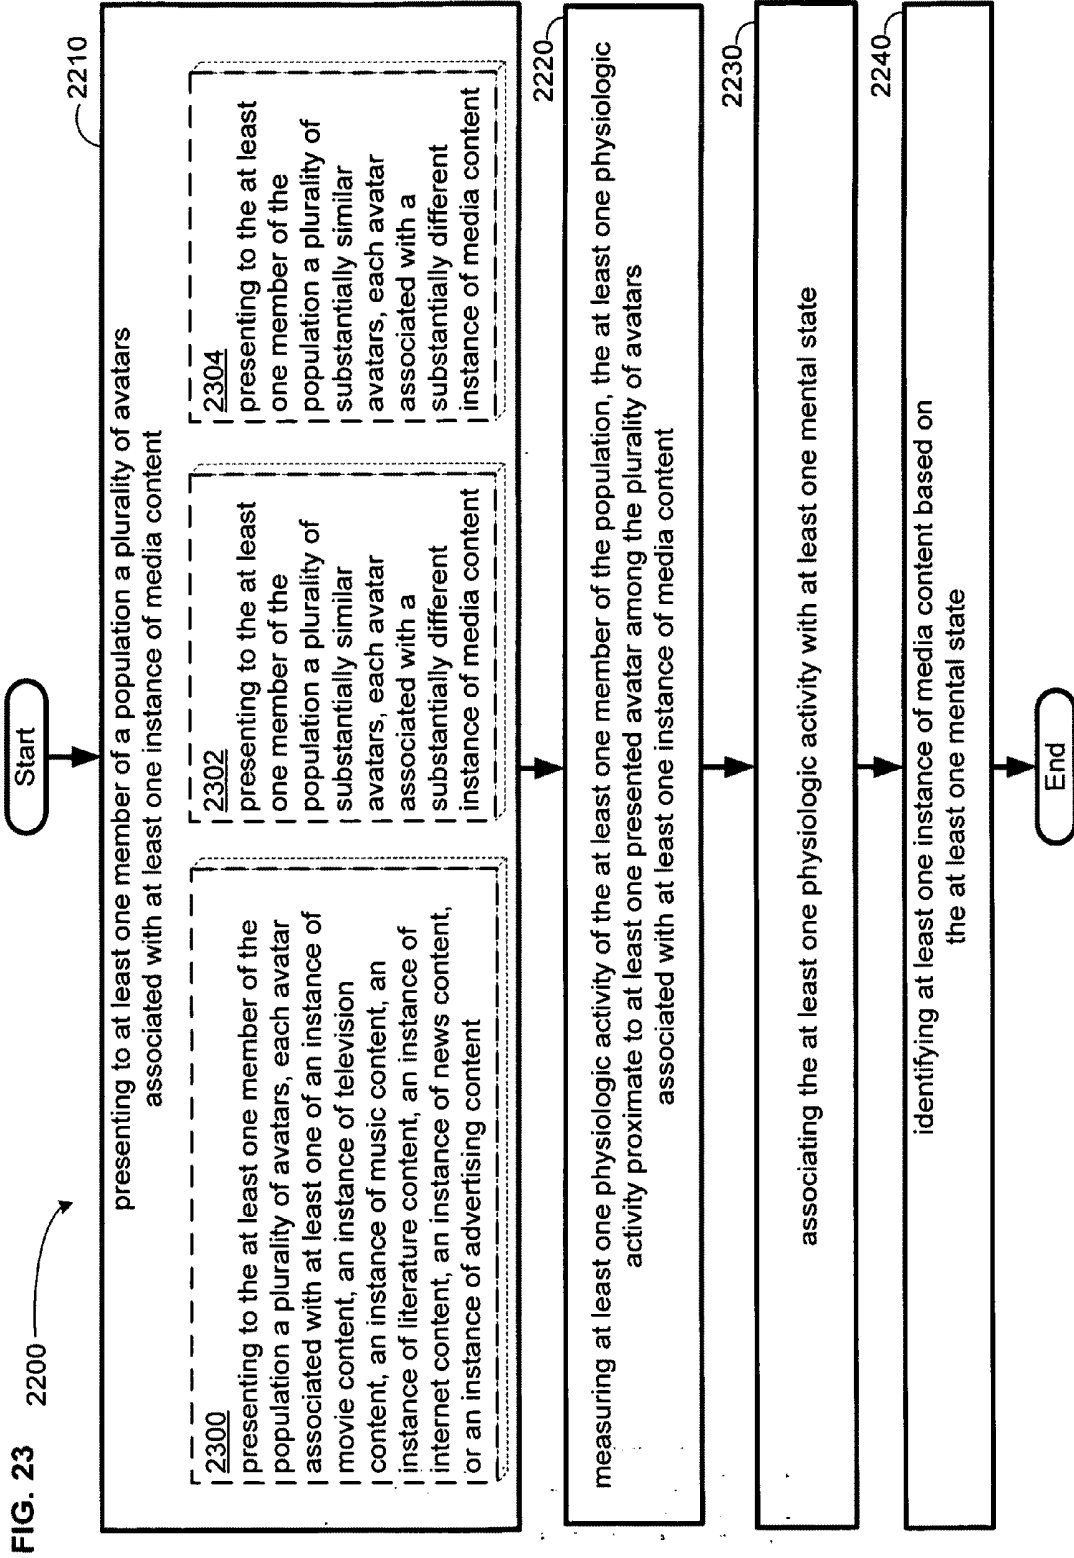 FIG. 23
2200
Start
2210
presenting to at least one member of a population a plurality of avatars
associated with at least one instance of media content
2300
presenting to the at least one member of the
population a plurality of avatars, each avatar
associated with at least one of an instance of
movie content, an instance of television
content, an instance of music content, an
instance of literature content, an instance of
internet content, an instance of news content,
or an instance of advertising content
2302
presenting to the at least
one member of the
population a plurality of
substantially similar
avatars, each avatar
associated with a
substantially different
instance of media content
2304
presenting to the at least
one member of the
population a plurality of
substantially similar
avatars, each avatar
associated with a
substantially different
instance of media content
2220
measuring at least one physiologic activity of the at least one member of the population, the at least one physiologic
activity proximate to at least one presented avatar among the plurality of avatars
associated with at least one instance of media content
2230
associating the at least one physiologic activity with at least one mental state
2240
identifying at least one instance of media content based on
the at least one mental state
End